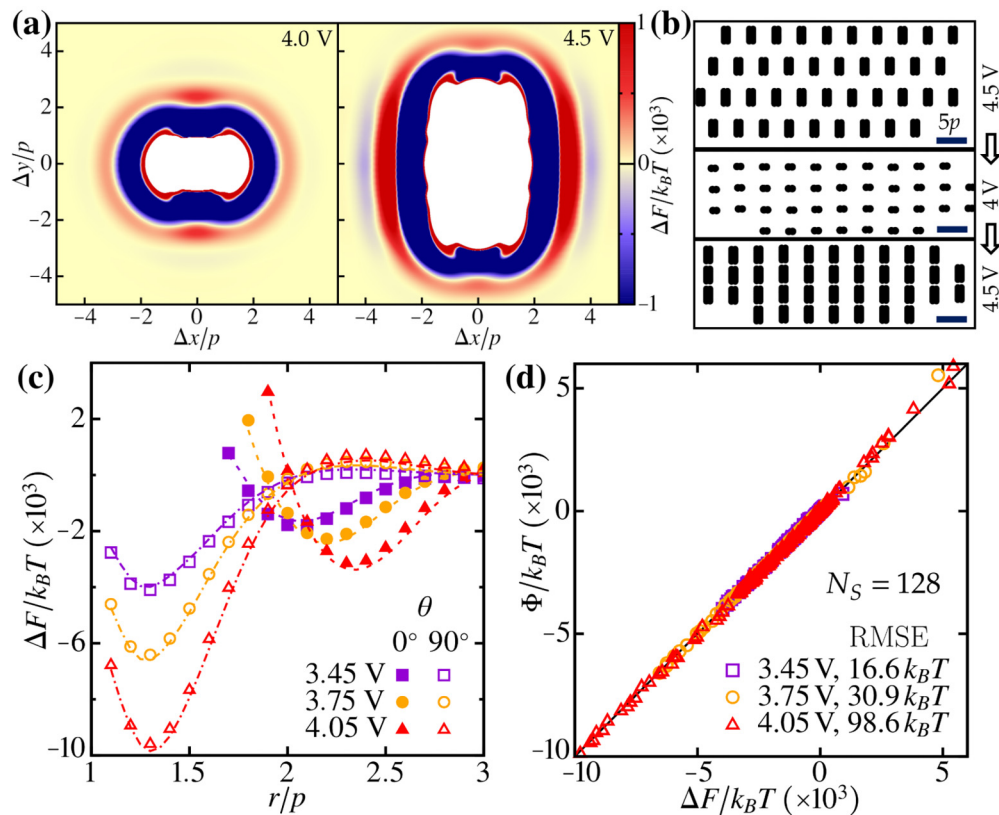 (a)
4.0 V
4.5 V
Δy/p
4
2
0
−2
−4
−4 −2 0 2 4
Δx/p
−4 −2 0 2 4
Δx/p
1
0
−1
ΔF/k_BT (×10³)
(b)
5p
4.5 V
4 V
4.5 V
(c)
ΔF/k_BT (×10³)
2
0
−2
−6
−10
1 1.5 2 2.5 3
r/p
θ
0° 90°
3.45 V
3.75 V
4.05 V
(d)
Φ/k_BT (×10³)
5
0
−5
−10
−10 −5 0 5
ΔF/k_BT (×10³)
N_S = 128
RMSE
3.45 V, 16.6 k_BT
3.75 V, 30.9 k_BT
4.05 V, 98.6 k_BT